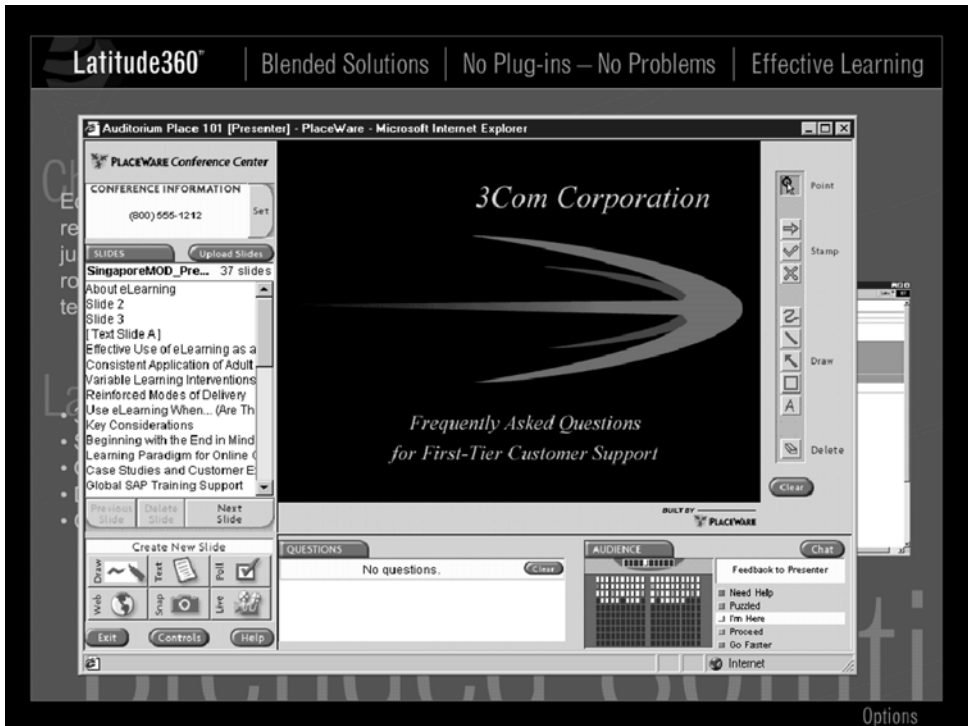 Latitude360™ | Blended Solutions | No Plug-ins – No Problems | Effective Learning
Auditorium Place 101 [Presenter] - PlaceWare - Microsoft Internet Explorer
PLACEWARE Conference Center
CONFERENCE INFORMATION
(800) 555-1212
Set
SLIDES
Upload Slides
SingaporeMOD_Pre... 37 slides
About eLearning
Slide 2
Slide 3
[Text Slide A]
Effective Use of eLearning as a
Consistent Application of Adult
Variable Learning Interventions
Reinforced Modes of Delivery
Use eLearning When... (Are Th
Key Considerations
Beginning with the End in Mind
Learning Paradigm for Online
Case Studies and Customer E
Global SAP Training Support
Previous Slide
Delete Slide
Next Slide
Create New Slide
Draw
Text
Poll
Web
Snap
Live
Exit
Controls
Help
3Com Corporation
Frequently Asked Questions
for First-Tier Customer Support
Point
Stamp
Draw
A
Delete
Clear
BUILT BY
PLACEWARE
QUESTIONS
No questions.
Clear
AUDIENCE
Chat
Feedback to Presenter
Need Help
Puzzled
I'm Here
Proceed
Go Faster
Internet
Options